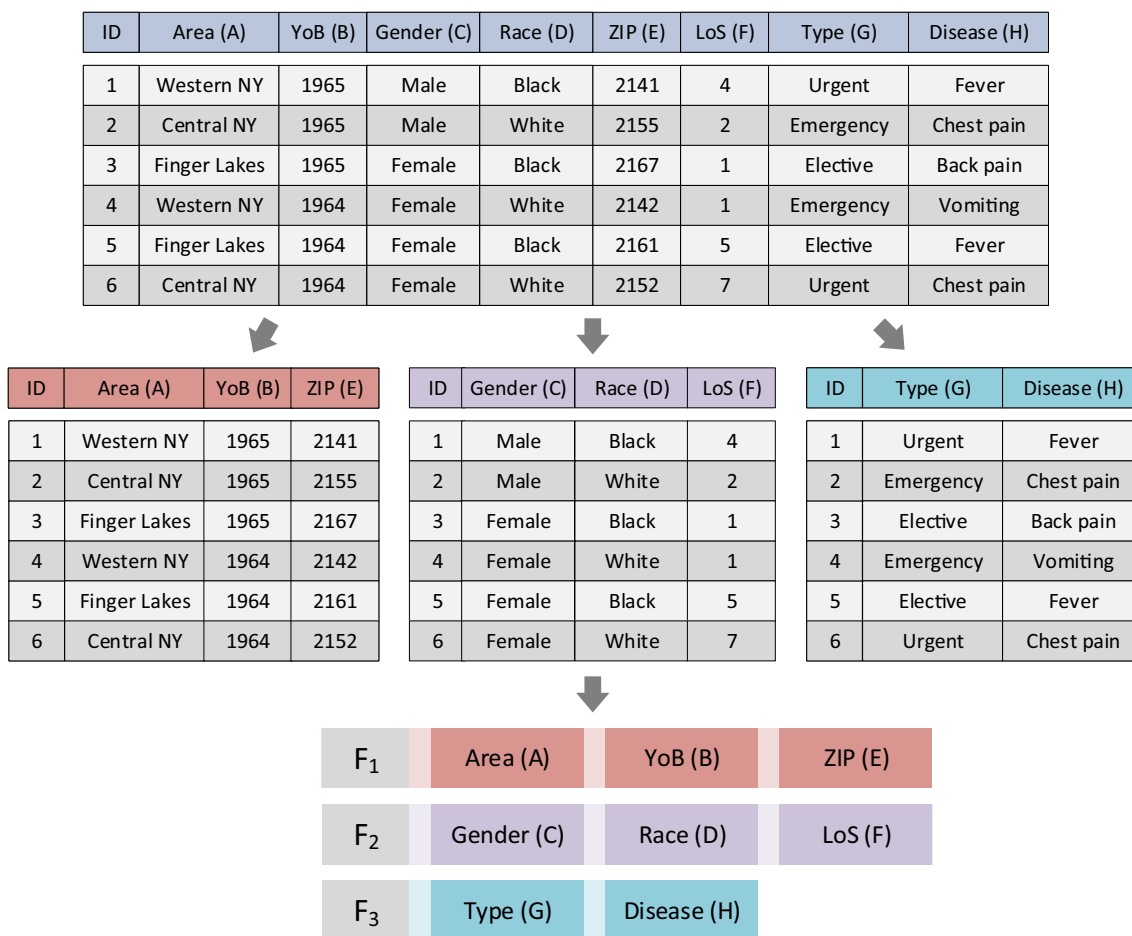 ID Area (A) YoB (B) Gender (C) Race (D) ZIP (E) LoS (F) Type (G) Disease (H)
1 Western NY 1965 Male Black 2141 4 Urgent Fever
2 Central NY 1965 Male White 2155 2 Emergency Chest pain
3 Finger Lakes 1965 Female Black 2167 1 Elective Back pain
4 Western NY 1964 Female White 2142 1 Emergency Vomiting
5 Finger Lakes 1964 Female Black 2161 5 Elective Fever
6 Central NY 1964 Female White 2152 7 Urgent Chest pain
ID Area (A) YoB (B) ZIP (E)
1 Western NY 1965 2141
2 Central NY 1965 2155
3 Finger Lakes 1965 2167
4 Western NY 1964 2142
5 Finger Lakes 1964 2161
6 Central NY 1964 2152
ID Gender (C) Race (D) LoS (F)
1 Male Black 4
2 Male White 2
3 Female Black 1
4 Female White 1
5 Female Black 5
6 Female White 7
ID Type (G) Disease (H)
1 Urgent Fever
2 Emergency Chest pain
3 Elective Back pain
4 Emergency Vomiting
5 Elective Fever
6 Urgent Chest pain
F₁ Area (A) YoB (B) ZIP (E)
F₂ Gender (C) Race (D) LoS (F)
F₃ Type (G) Disease (H)